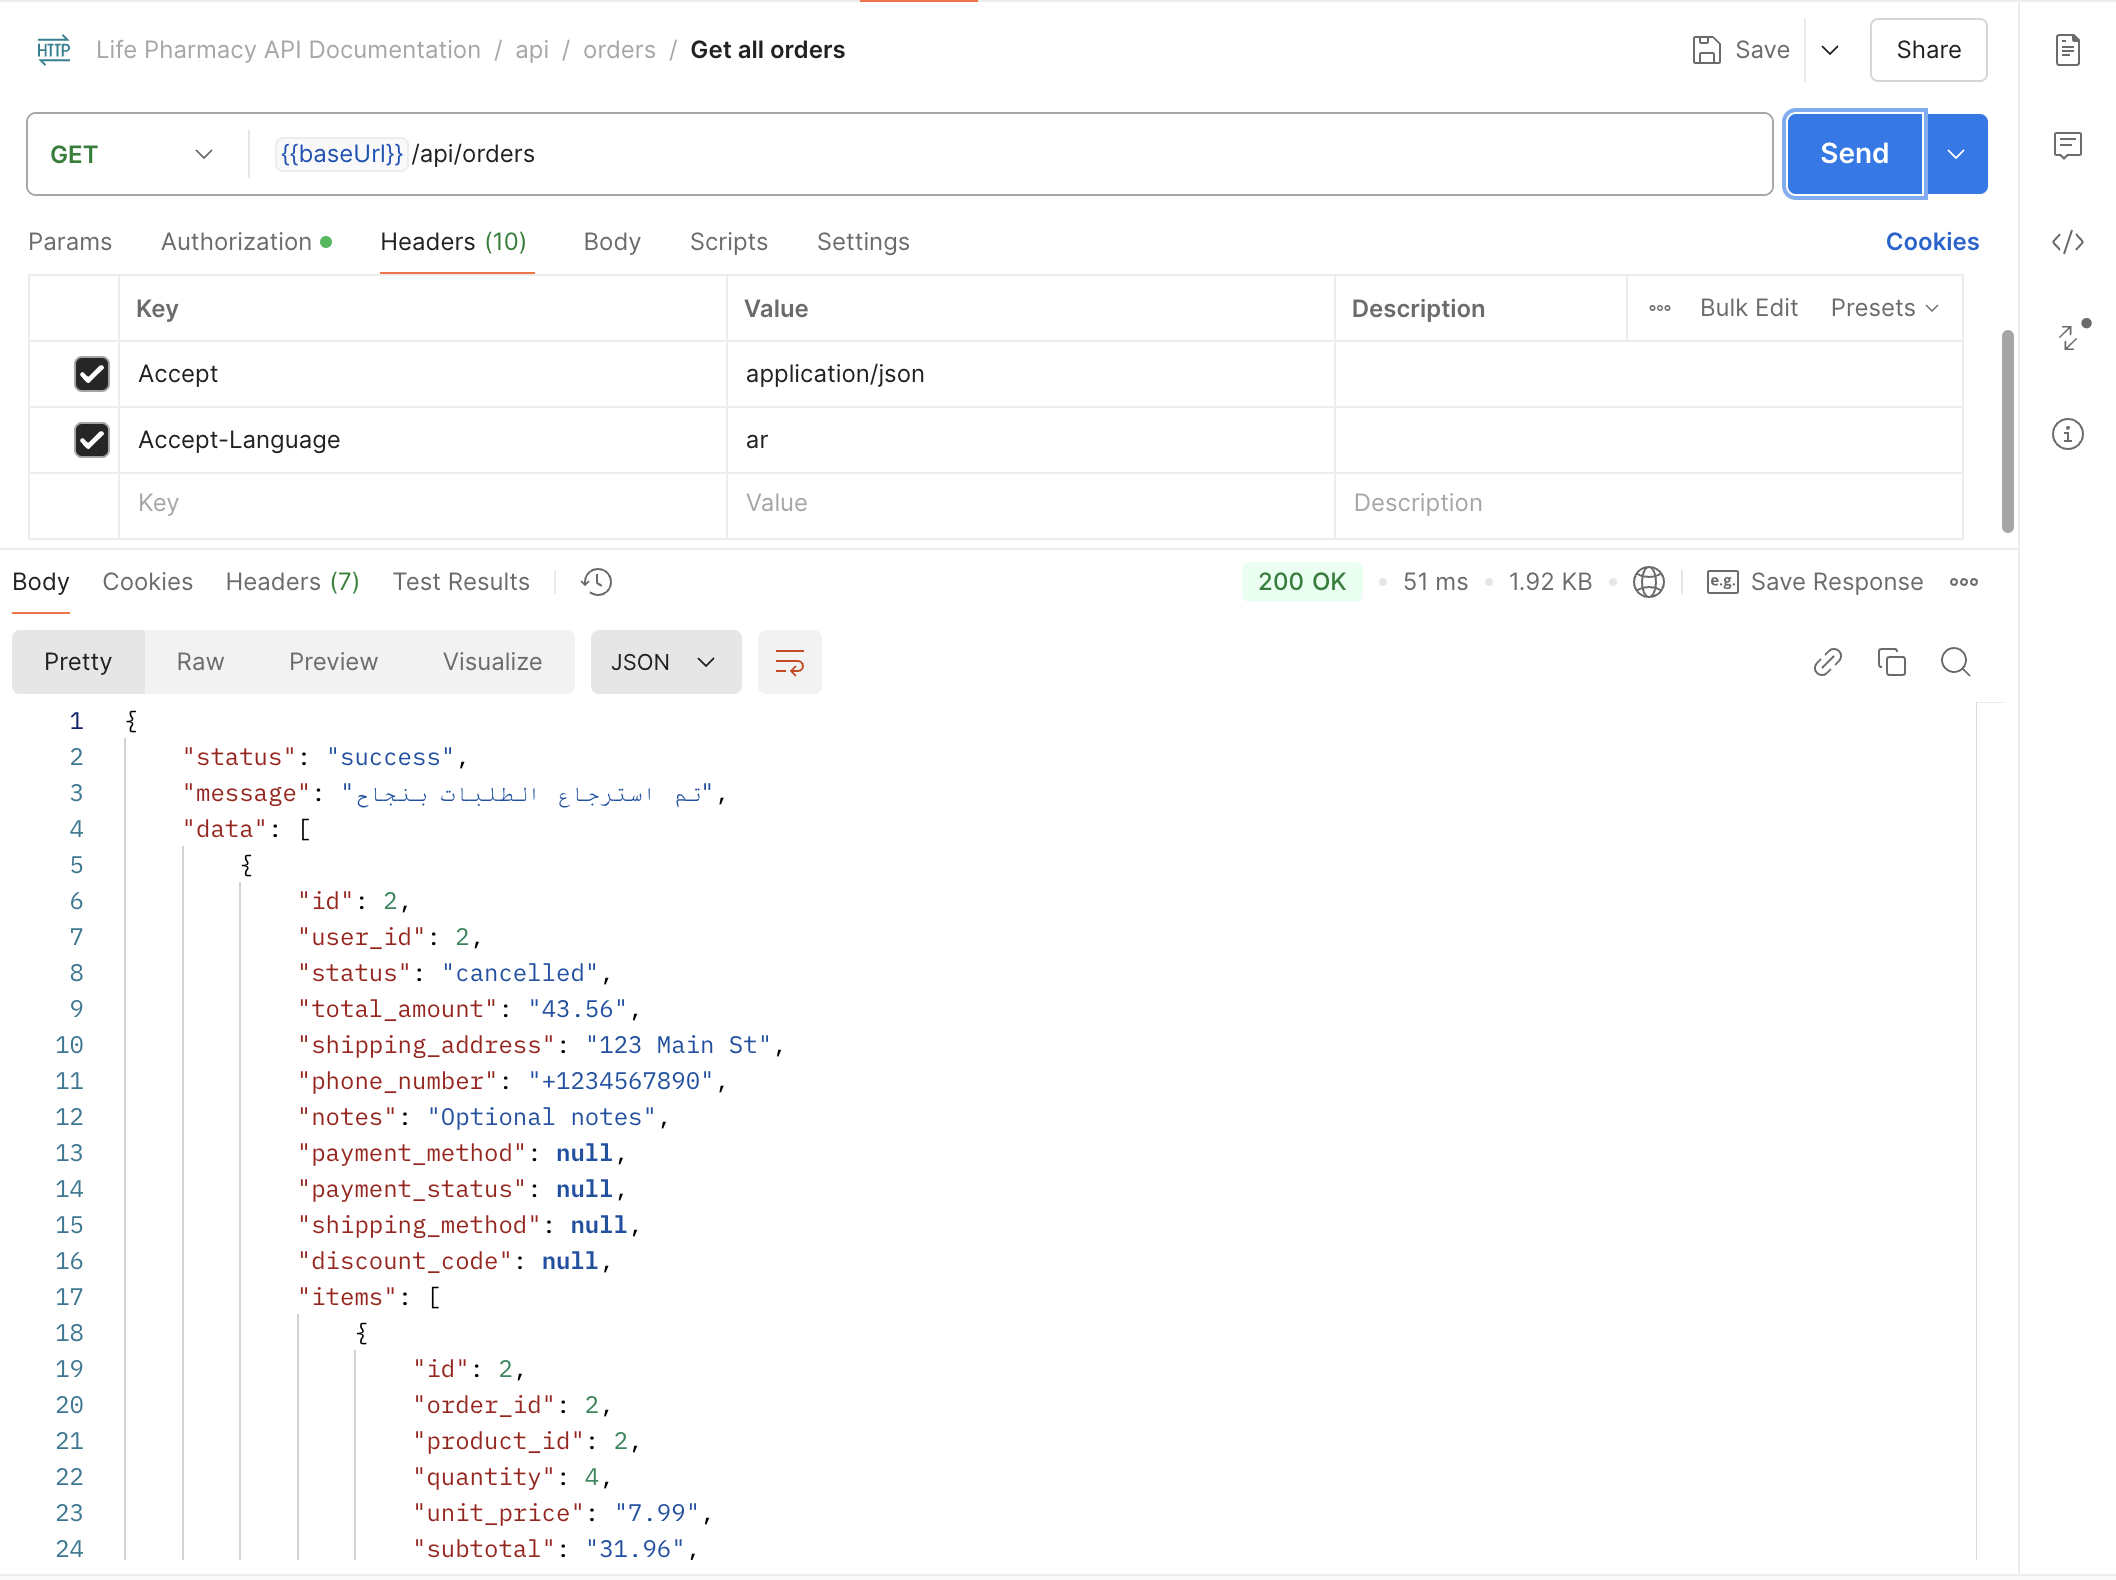 HTTP Life Pharmacy API Documentation / api / orders / Get all orders Save Share
GET {{baseUrl}} /api/orders Send
Params Authorization Headers (10) Body Scripts Settings Cookies
Key Value Description Bulk Edit Presets
Accept application/json
Accept-Language ar
Key Value Description
Body Cookies Headers (7) Test Results 200 OK 51 ms 1.92 KB e.g. Save Response
Pretty Raw Preview Visualize JSON
1 {
2 "status": "success",
3 "message": "تم استرجاع الطلبات بنجاح",
4 "data": [
5 {
6 "id": 2,
7 "user_id": 2,
8 "status": "cancelled",
9 "total_amount": "43.56",
10 "shipping_address": "123 Main St",
11 "phone_number": "+1234567890",
12 "notes": "Optional notes",
13 "payment_method": null,
14 "payment_status": null,
15 "shipping_method": null,
16 "discount_code": null,
17 "items": [
18 {
19 "id": 2,
20 "order_id": 2,
21 "product_id": 2,
22 "quantity": 4,
23 "unit_price": "7.99",
24 "subtotal": "31.96",